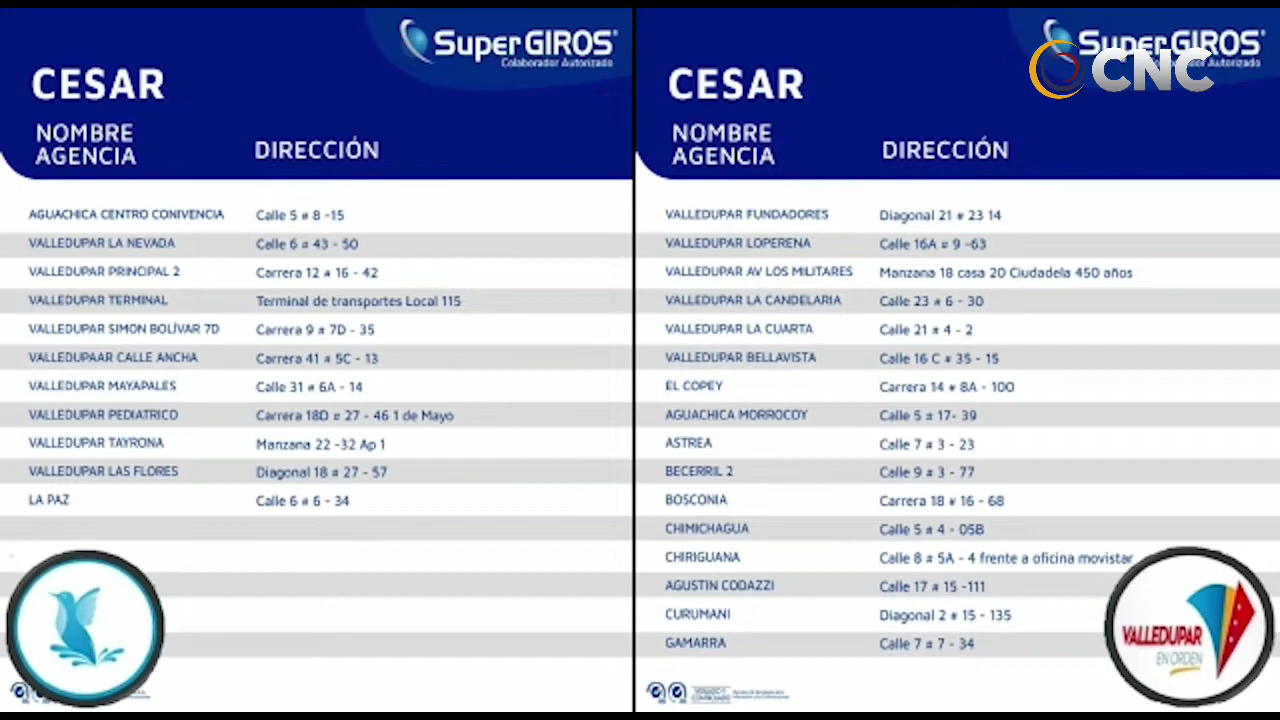 SuperGIROS
Colaborador Autorizado
CESAR
NOMBRE AGENCIA DIRECCIÓN
AGUACHICA CENTRO CONIVENCIA Calle 5 # 8 -15
VALLEDUPAR LA NEVADA Calle 6 # 43 - 50
VALLEDUPAR PRINCIPAL 2 Carrera 12 # 16 - 42
VALLEDUPAR TERMINAL Terminal de transportes Local 115
VALLEDUPAR SIMON BOLÍVAR 7D Carrera 9 # 7D - 35
VALLEDUPAAR CALLE ANCHA Carrera 41 # 5C - 13
VALLEDUPAR MAYAPALES Calle 31 # 6A - 14
VALLEDUPAR PEDIATRICO Carrera 18D # 27 - 46 1 de Mayo
VALLEDUPAR TAYRONA Manzana 22 -32 Ap 1
VALLEDUPAR LAS FLORES Diagonal 18 # 27 - 57
LA PAZ Calle 6 # 6 - 34
SuperGIROS
Colaborador Autorizado
CNC
CESAR
NOMBRE AGENCIA DIRECCIÓN
VALLEDUPAR FUNDADORES Diagonal 21 # 23 14
VALLEDUPAR LOPERENA Calle 16A # 9 -63
VALLEDUPAR AV LOS MILITARES Manzana 18 casa 20 Ciudadela 450 años
VALLEDUPAR LA CANDELARIA Calle 23 # 6 - 30
VALLEDUPAR LA CUARTA Calle 21 # 4 - 2
VALLEDUPAR BELLAVISTA Calle 16 C # 35 - 15
EL COPEY Carrera 14 # 8A - 100
AGUACHICA MORROCOY Calle 5 # 17- 39
ASTREA Calle 7 # 3 - 23
BECERRIL 2 Calle 9 # 3 - 77
BOSCONIA Carrera 18 # 16 - 68
CHIMICHAGUA Calle 5 # 4 - 05B
CHIRIGUANA Calle 8 # 5A - 4 frente a oficina movistar
AGUSTIN CODAZZI Calle 17 # 15 -111
CURUMANI Diagonal 2 # 15 - 135
GAMARRA Calle 7 # 7 - 34
VALLEDUPAR
EN ORDEN
VIGILADO Y
CONTROLADO